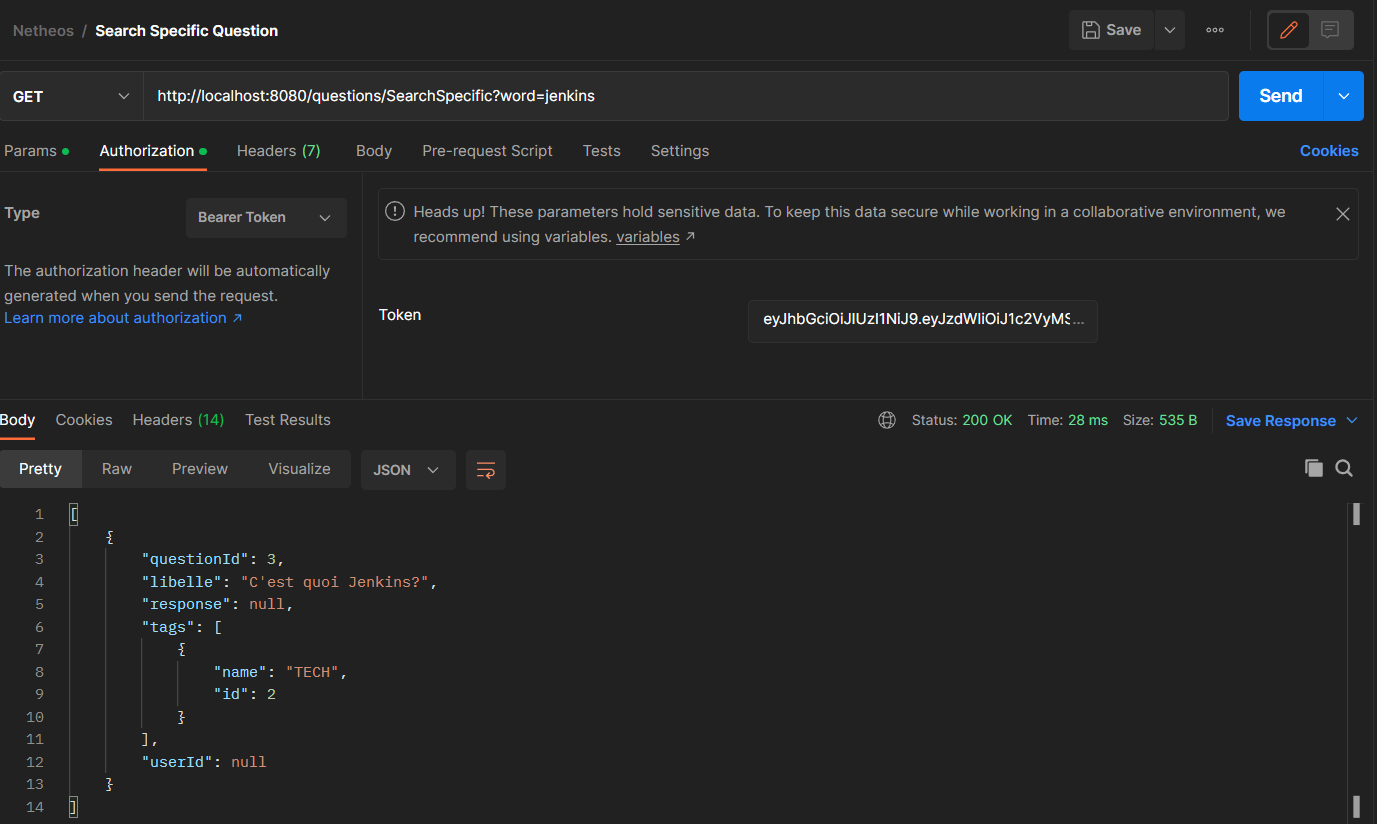 Netheos / Search Specific Question Save
GET http://localhost:8080/questions/SearchSpecific?word=jenkins Send
Params Authorization Headers (7) Body Pre-request Script Tests Settings Cookies
Type Bearer Token
Heads up! These parameters hold sensitive data. To keep this data secure while working in a collaborative environment, we
recommend using variables. variables ↗
The authorization header will be automatically
generated when you send the request.
Learn more about authorization ↗
Token eyJhbGciOiJIUzI1NiJ9.eyJzdWIiOiJ1c2VyMS...
Body Cookies Headers (14) Test Results Status: 200 OK Time: 28 ms Size: 535 B Save Response
Pretty Raw Preview Visualize JSON
1 [
2 {
3 "questionId": 3,
4 "libelle": "C'est quoi Jenkins?",
5 "response": null,
6 "tags": [
7 {
8 "name": "TECH",
9 "id": 2
10 }
11 ],
12 "userId": null
13 }
14 ]